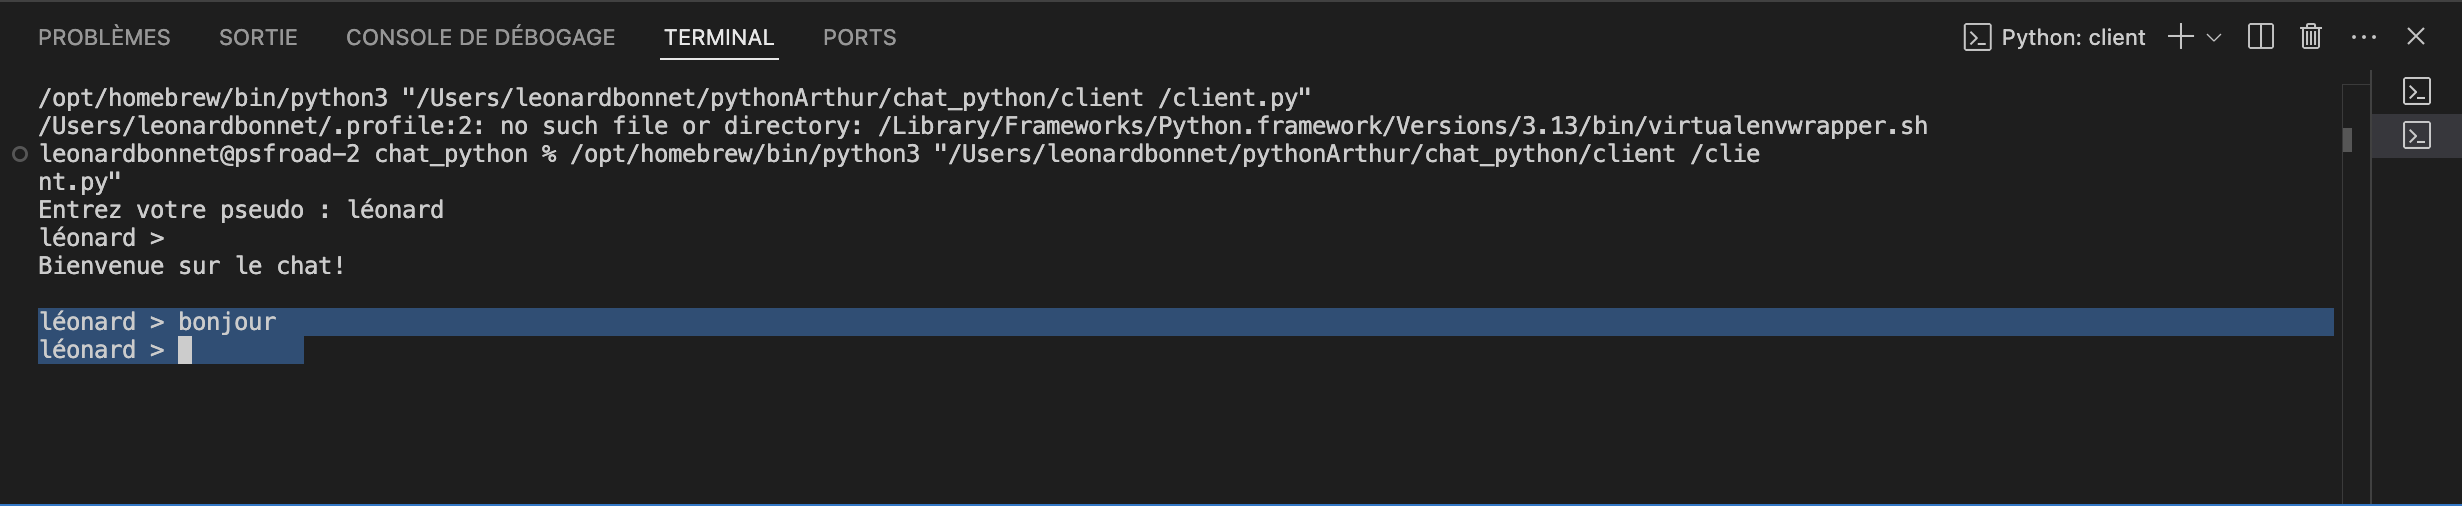 PROBLÈMES SORTIE CONSOLE DE DÉBOGAGE TERMINAL PORTS Python: client
/opt/homebrew/bin/python3 "/Users/leonardbonnet/pythonArthur/chat_python/client /client.py"
/Users/leonardbonnet/.profile:2: no such file or directory: /Library/Frameworks/Python.framework/Versions/3.13/bin/virtualenvwrapper.sh
leonardbonnet@psfroad-2 chat_python % /opt/homebrew/bin/python3 "/Users/leonardbonnet/pythonArthur/chat_python/client /clie
nt.py"
Entrez votre pseudo : léonard
léonard >
Bienvenue sur le chat!
léonard > bonjour
léonard >